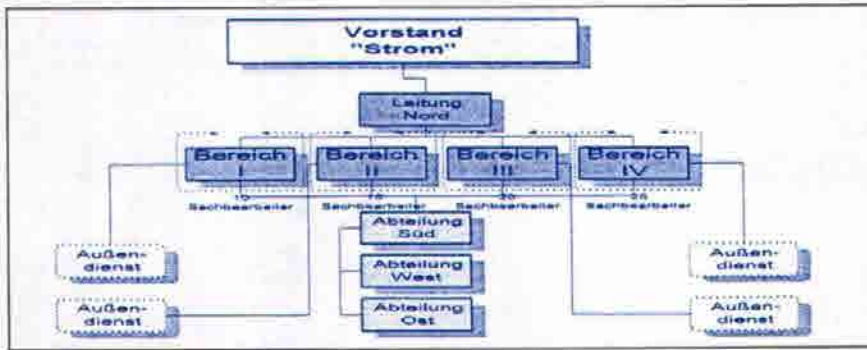 Vorstand
"Strom"
Leitung
Nord
Bereich
I
Bereich
II
Bereich
III
Bereich
IV
Sachbearbeiter
Sachbearbeiter
20
Sachbearbeiter
Sachbearbeiter
Abteilung
Süd
Abteilung
West
Abteilung
Ost
Außen-
dienst
Außen-
dienst
Außen-
dienst
Außen-
dienst